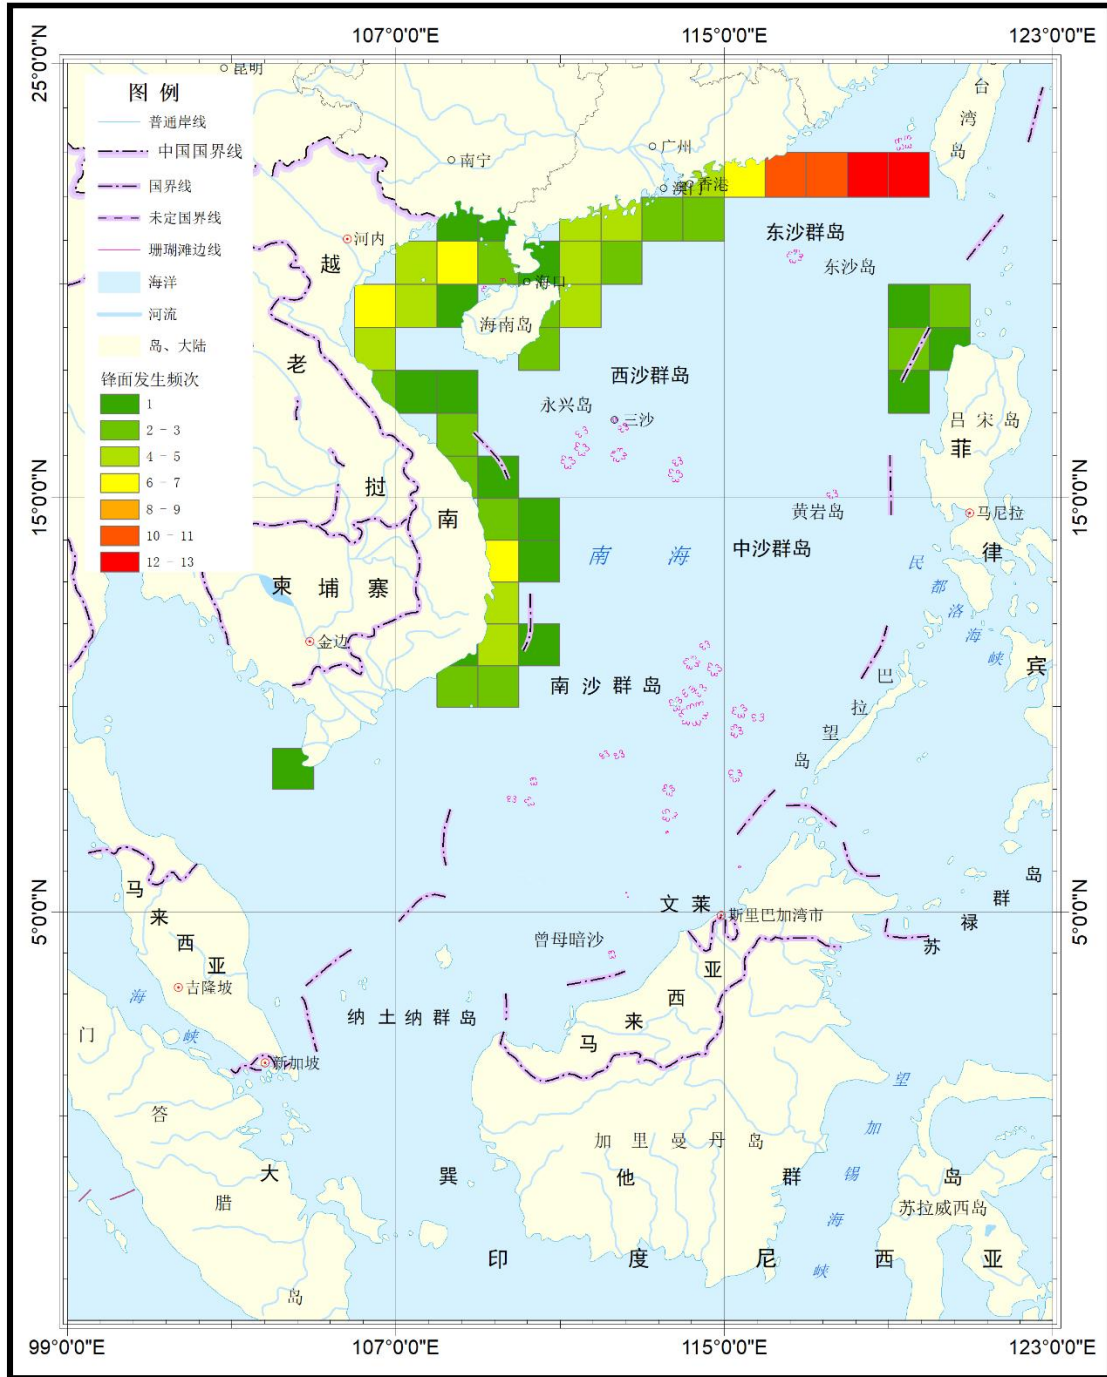 107°0'0"E
115°0'0"E
123°0'0"E
25°0'0"N
图 例
普通岸线
中国国界线
国界线
未定国界线
珊瑚滩边线
海洋
河流
岛、大陆
锋面发生频次
1
2 - 3
4 - 5
6 - 7
8 - 9
10 - 11
12 - 13
昆明
台湾岛
广州
南宁
澳门
香港
东沙群岛
东沙岛
河内
越
海口
海南岛
老
西沙群岛
永兴岛
三沙
吕宋岛
菲
挝
南
15°0'0"N
15°0'0"N
黄岩岛
马尼拉
南 海
中沙群岛
律
民都洛海峡
柬埔寨
金边
宾
南沙群岛
巴拉望岛
马来西亚
文莱
斯里巴加湾市
5°0'0"N
5°0'0"N
苏禄群岛
曾母暗沙
吉隆坡
海峡
纳土纳群岛
马来西亚
门答腊岛
新加坡
望加锡海峡
加里曼丹岛
大巽他群岛
苏拉威西岛
印度尼西亚
99°0'0"E
107°0'0"E
115°0'0"E
123°0'0"E